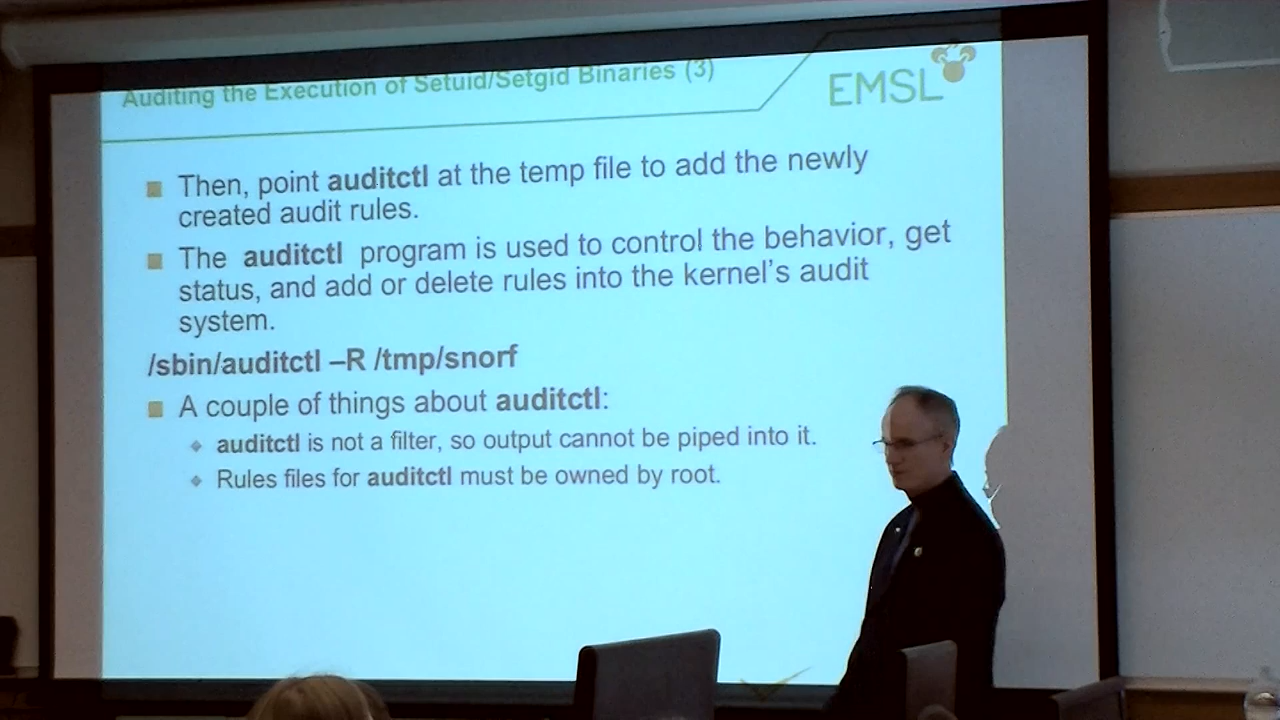 Auditing the Execution of Setuid/Setgid Binaries (3)
EMSL
Then, point auditctl at the temp file to add the newly
created audit rules.
The auditctl program is used to control the behavior, get
status, and add or delete rules into the kernel's audit
system.
/sbin/auditctl –R /tmp/snorf
A couple of things about auditctl:
auditctl is not a filter, so output cannot be piped into it.
Rules files for auditctl must be owned by root.